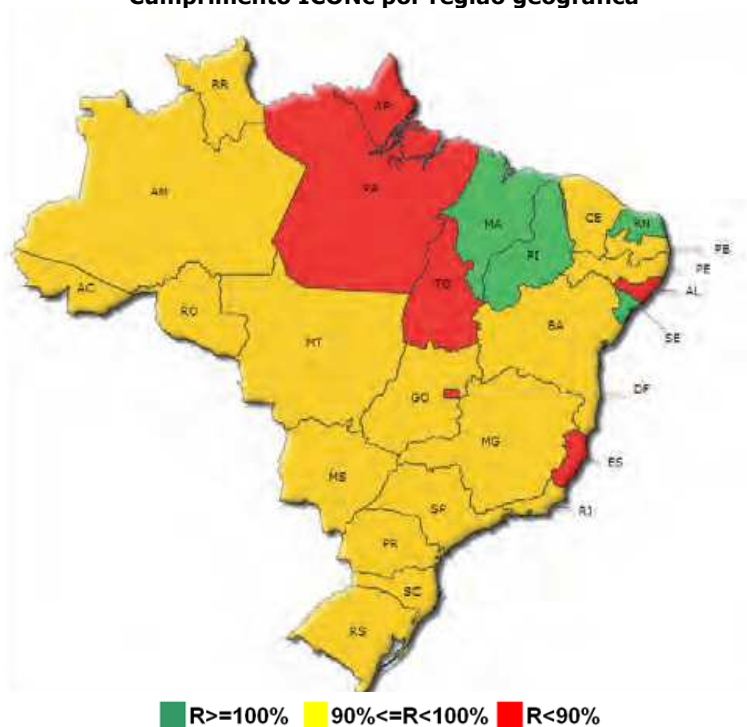 Cumprimento ICONc por região geográfica
RR
AP
AM
PA
MA
CE
RN
PB
PI
PE
AC
TO
AL
RO
BA
SE
MT
DF
GO
MG
ES
MS
SP
RJ
PR
SC
RS
R>=100% 90%<=R<100% R<90%